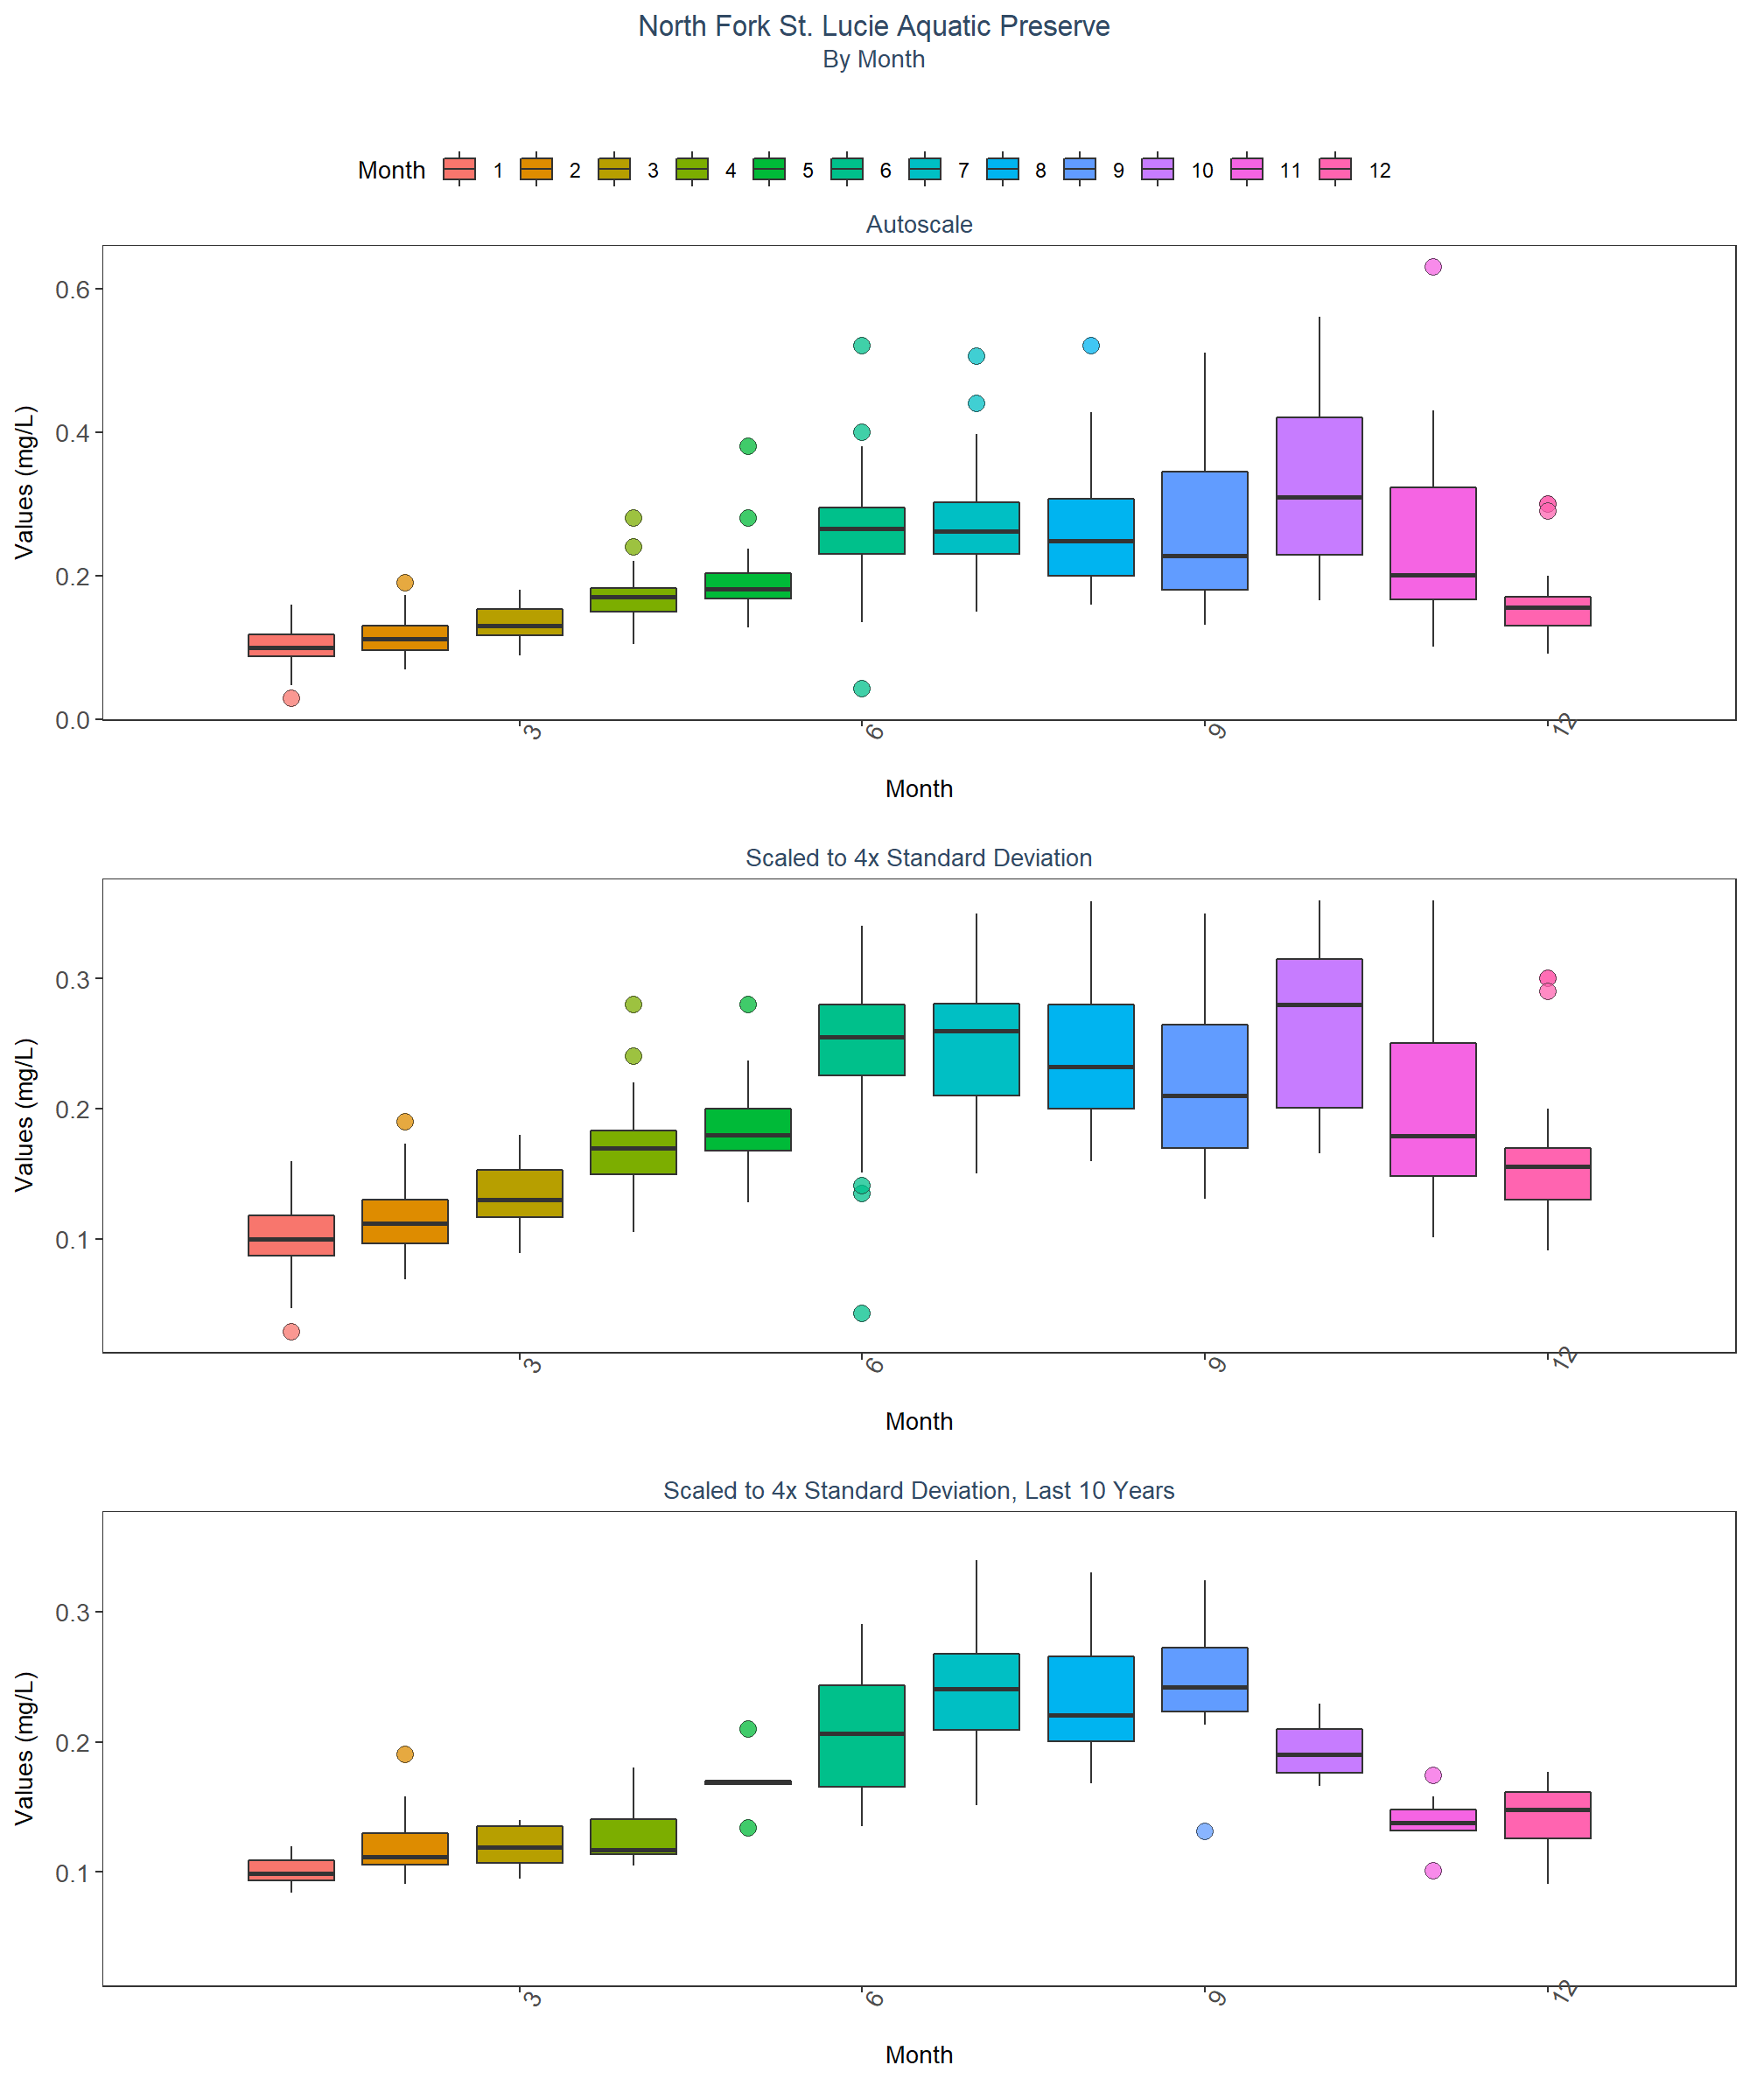 North Fork St. Lucie Aquatic Preserve
By Month
Month 1 2 3 4 5 6 7 8 9 10 11 12
Autoscale
Values (mg/L)
0.6
0.4
0.2
0.0
3 6 9 12
Month
Scaled to 4x Standard Deviation
Values (mg/L)
0.3
0.2
0.1
3 6 9 12
Month
Scaled to 4x Standard Deviation, Last 10 Years
Values (mg/L)
0.3
0.2
0.1
3 6 9 12
Month